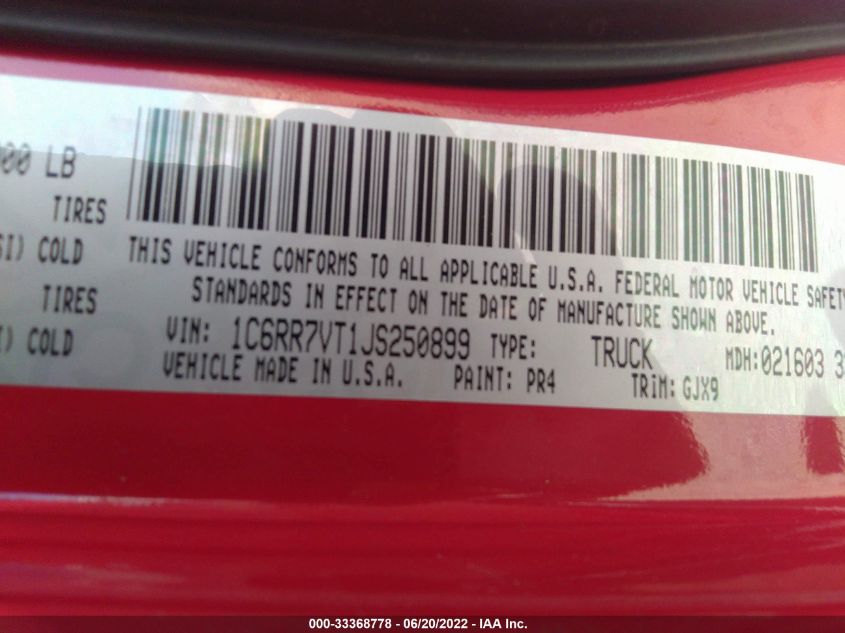 00 LB
TIRES
SI) COLD
TIRES
) COLD
THIS VEHICLE CONFORMS TO ALL APPLICABLE U.S.A. FEDERAL MOTOR VEHICLE SAFETY
STANDARDS IN EFFECT ON THE DATE OF MANUFACTURE SHOWN ABOVE.
VIN: 1C6RR7VT1JS250899 TYPE: TRUCK MDH:021603 3
VEHICLE MADE IN U.S.A. PAINT: PR4 TRIM: GJX9
000-33368778 - 06/20/2022 - IAA Inc.